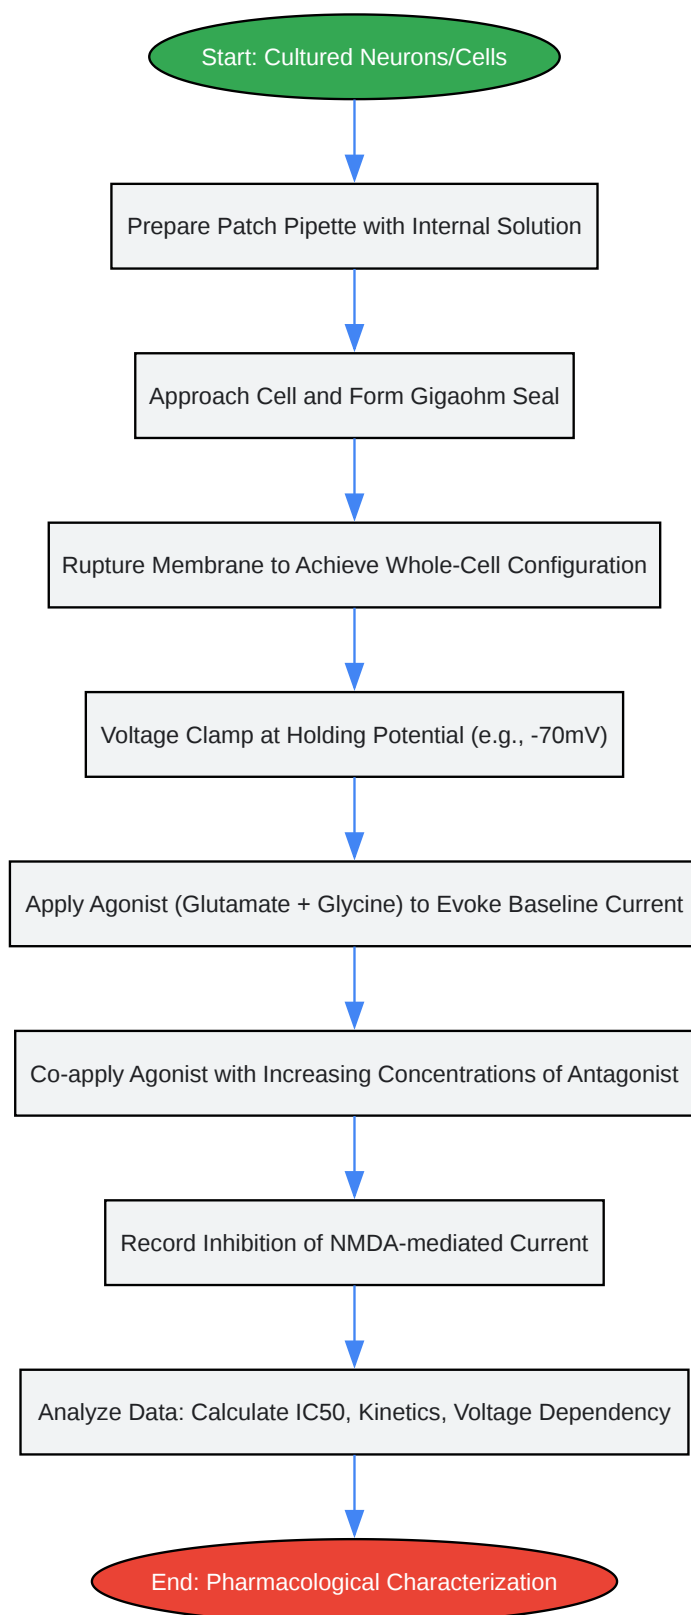 Start: Cultured Neurons/Cells
Prepare Patch Pipette with Internal Solution
Approach Cell and Form Gigaohm Seal
Rupture Membrane to Achieve Whole-Cell Configuration
Voltage Clamp at Holding Potential (e.g., -70mV)
Apply Agonist (Glutamate + Glycine) to Evoke Baseline Current
Co-apply Agonist with Increasing Concentrations of Antagonist
Record Inhibition of NMDA-mediated Current
Analyze Data: Calculate IC50, Kinetics, Voltage Dependency
End: Pharmacological Characterization